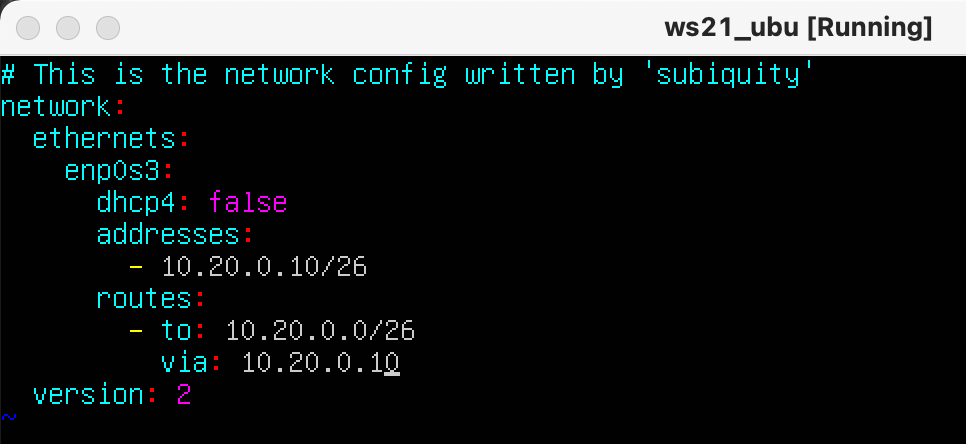 ws21_ubu [Running]
# This is the network config written by 'subiquity'
network:
  ethernets:
    enp0s3:
      dhcp4: false
      addresses:
        - 10.20.0.10/26
      routes:
        - to: 10.20.0.0/26
          via: 10.20.0.10
  version: 2
~